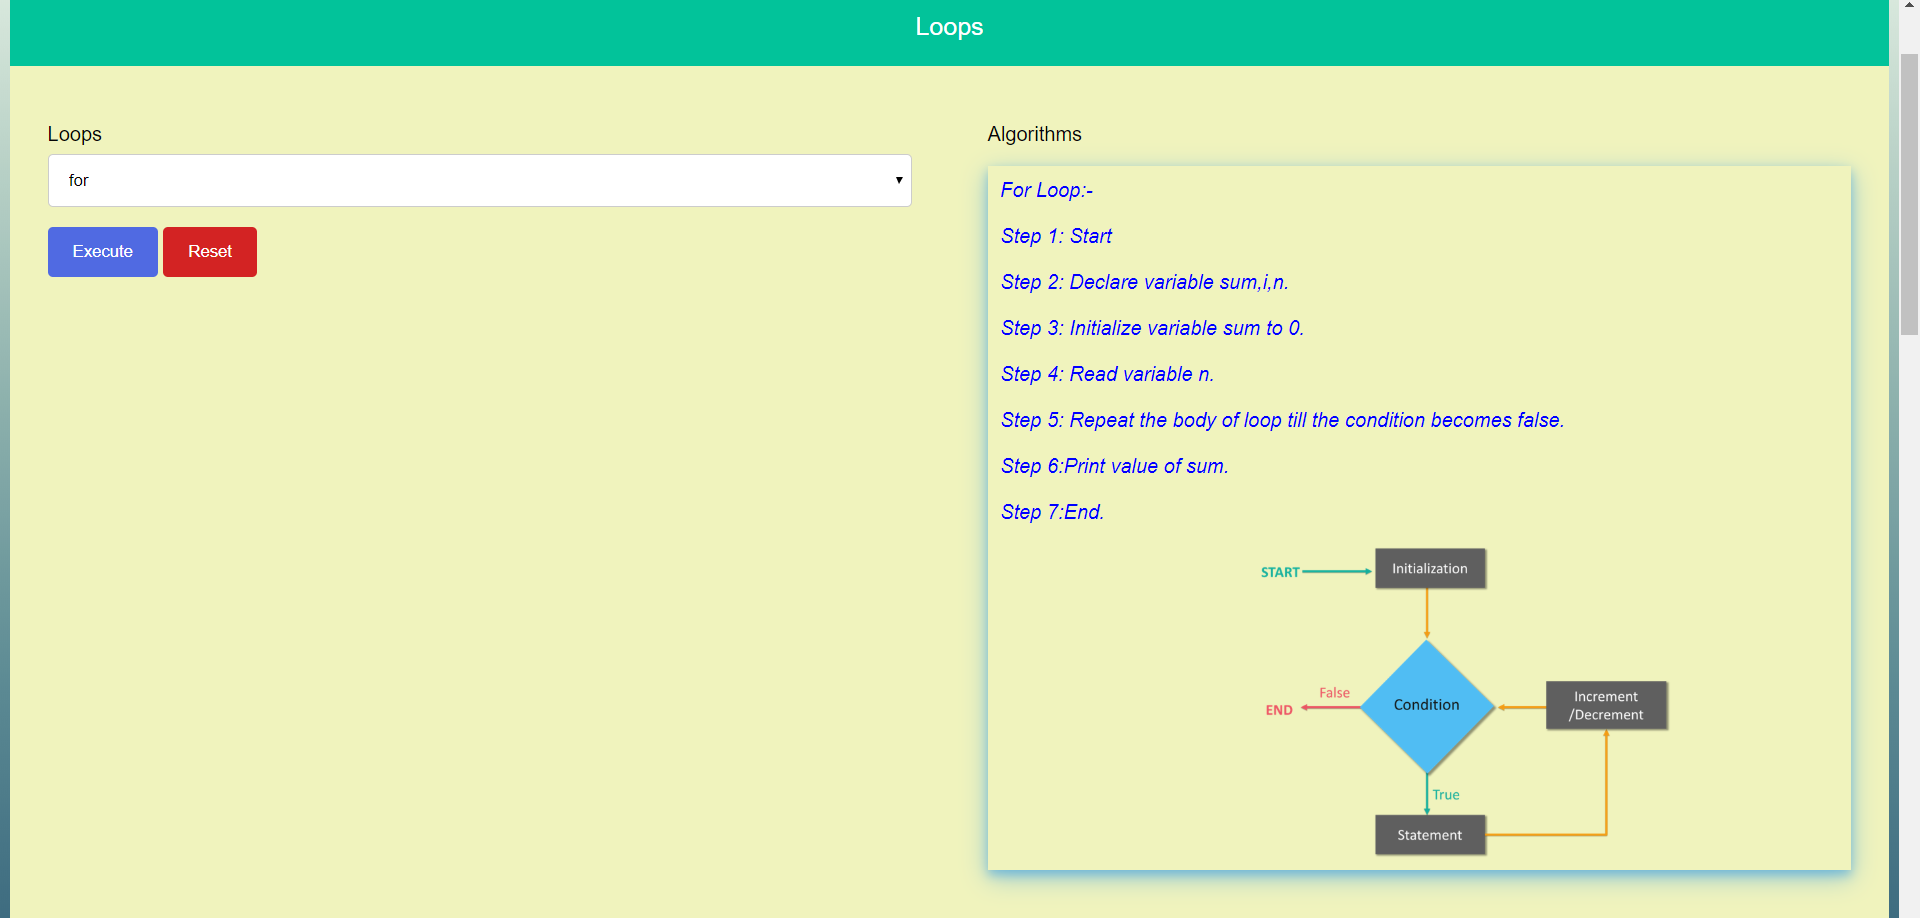 Loops
Loops
for
Execute Reset
Algorithms
For Loop:-
Step 1: Start
Step 2: Declare variable sum,i,n.
Step 3: Initialize variable sum to 0.
Step 4: Read variable n.
Step 5: Repeat the body of loop till the condition becomes false.
Step 6:Print value of sum.
Step 7:End.
START
Initialization
False
END
Condition
Increment
/Decrement
True
Statement